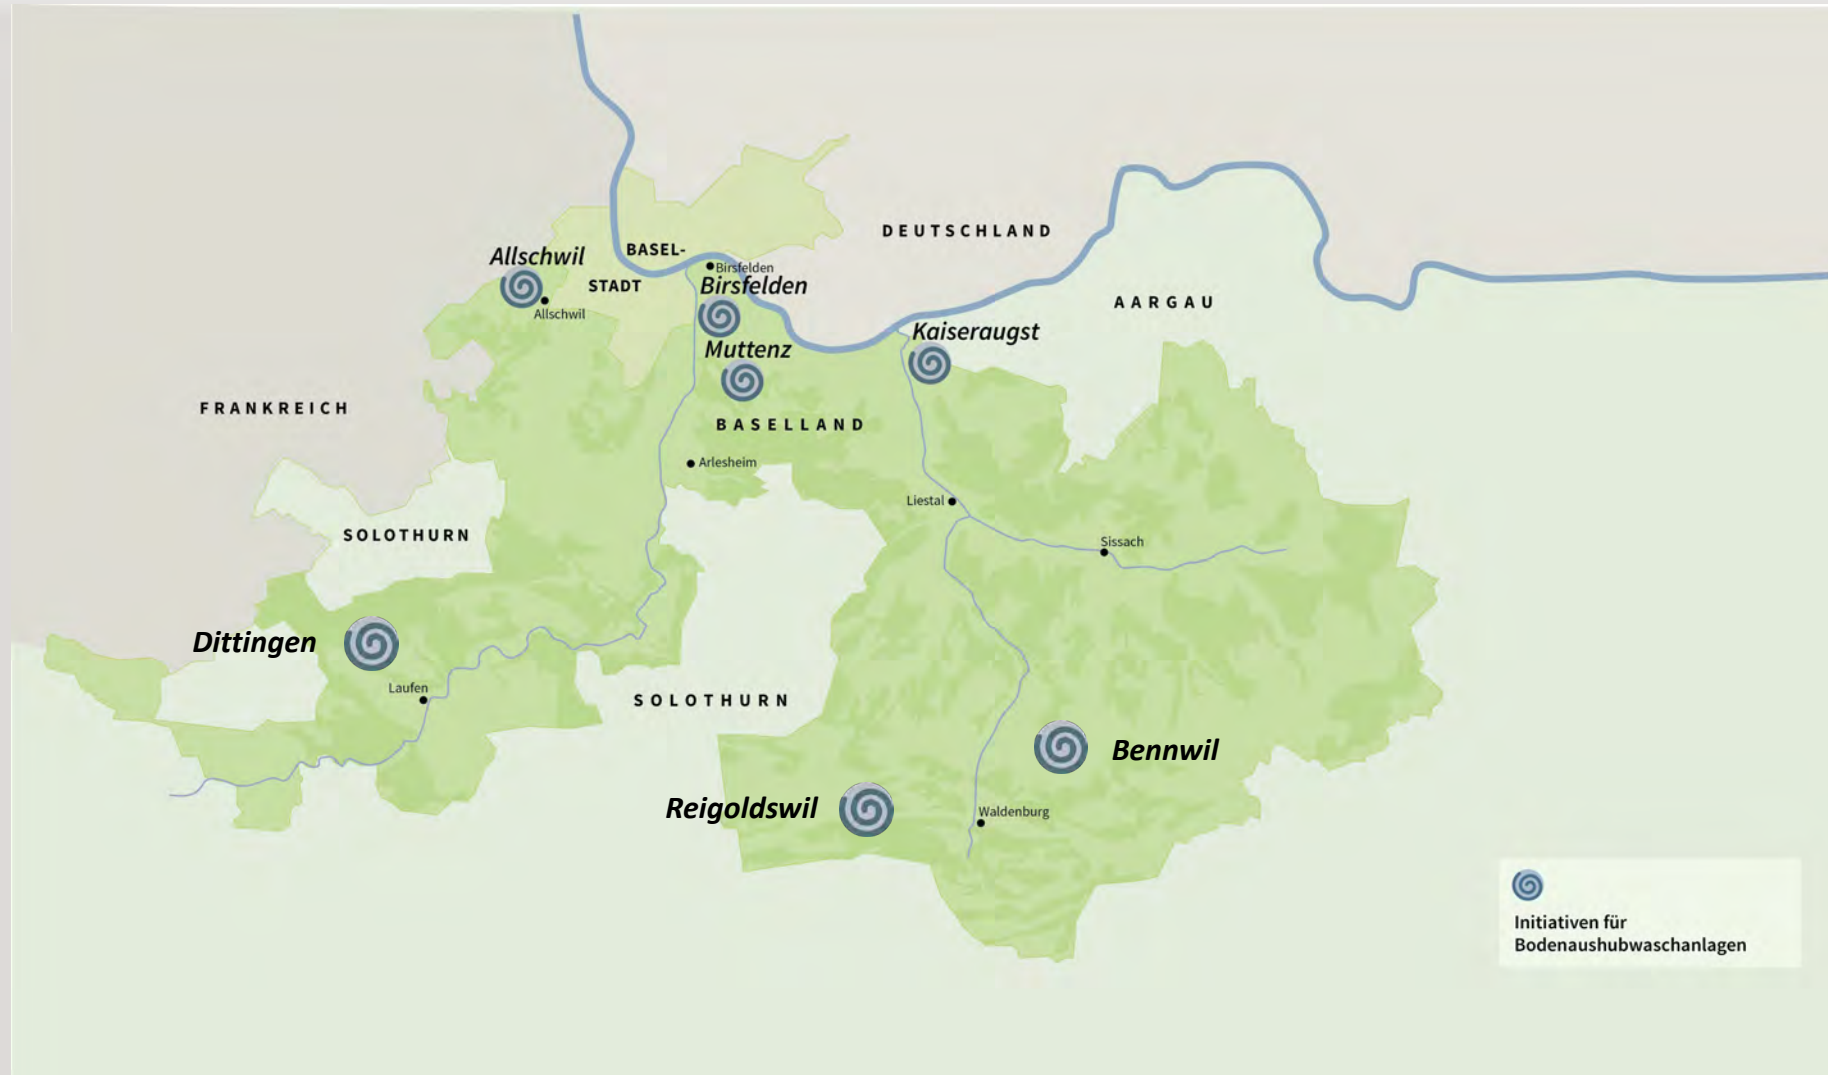 DEUTSCHLAND
BASEL-
Allschwil
Birsfelden
STADT
Birsfelden
AARGAU
Allschwil
Kaiseraugst
Muttenz
FRANKREICH
BASELLAND
Arlesheim
Liestal
SOLOTHURN
Sissach
Dittingen
Laufen
SOLOTHURN
Bennwil
Reigoldswil
Waldenburg
Initiativen für
Bodenaushubwaschanlagen